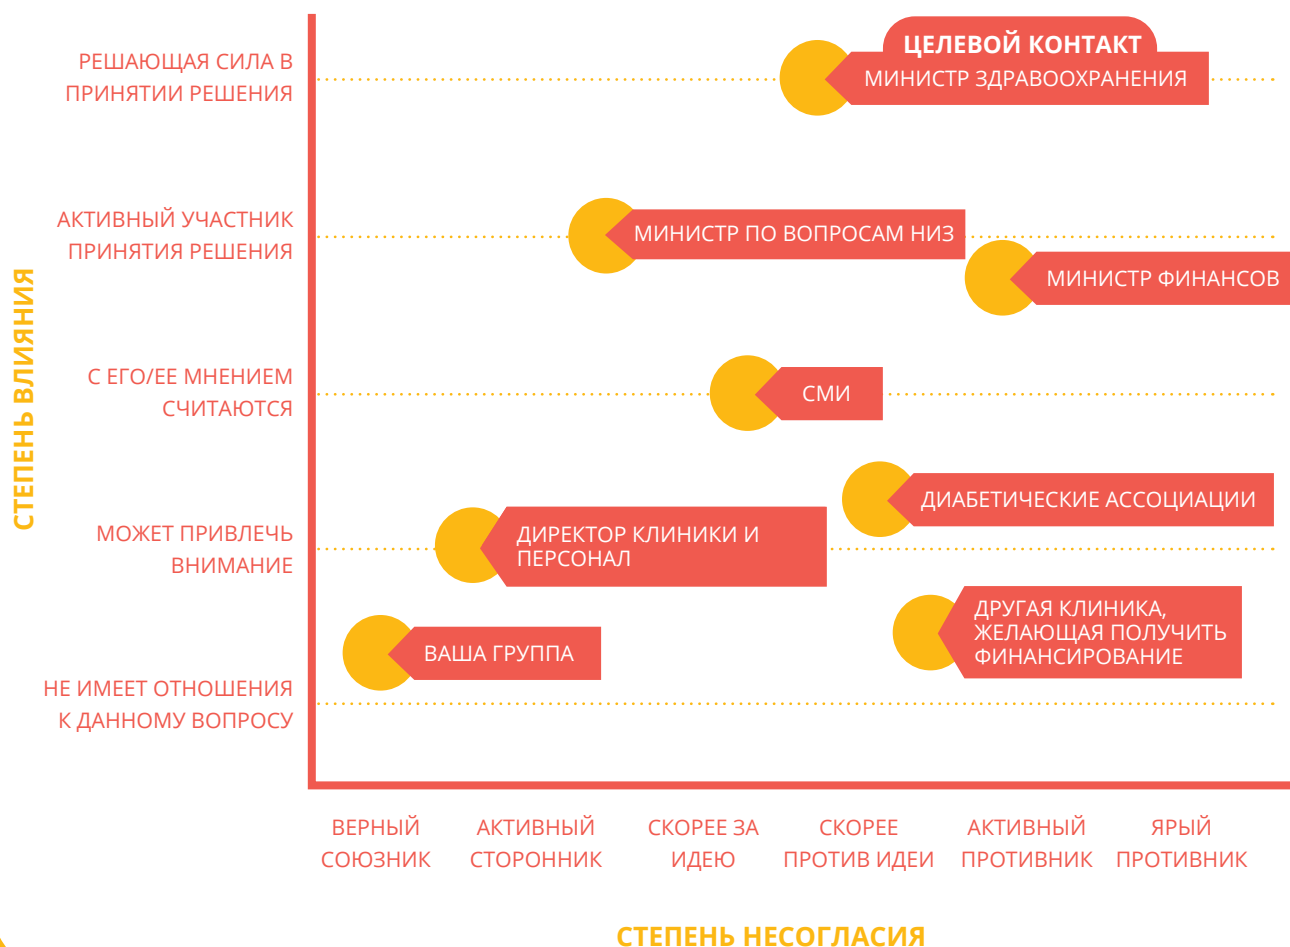 ЦЕЛЕВОЙ КОНТАКТ
РЕШАЮЩАЯ СИЛА В
ПРИНЯТИИ РЕШЕНИЯ
МИНИСТР ЗДРАВООХРАНЕНИЯ
АКТИВНЫЙ УЧАСТНИК
ПРИНЯТИЯ РЕШЕНИЯ
МИНИСТР ПО ВОПРОСАМ НИЗ
МИНИСТР ФИНАНСОВ
СТЕПЕНЬ ВЛИЯНИЯ
С ЕГО/ЕЕ МНЕНИЕМ
СЧИТАЮТСЯ
СМИ
ДИАБЕТИЧЕСКИЕ АССОЦИАЦИИ
МОЖЕТ ПРИВЛЕЧЬ
ВНИМАНИЕ
ДИРЕКТОР КЛИНИКИ И
ПЕРСОНАЛ
ДРУГАЯ КЛИНИКА,
ЖЕЛАЮЩАЯ ПОЛУЧИТЬ
ФИНАНСИРОВАНИЕ
ВАША ГРУППА
НЕ ИМЕЕТ ОТНОШЕНИЯ
К ДАННОМУ ВОПРОСУ
ВЕРНЫЙ
СОЮЗНИК
АКТИВНЫЙ
СТОРОННИК
СКОРЕЕ ЗА
ИДЕЮ
СКОРЕЕ
ПРОТИВ ИДЕИ
АКТИВНЫЙ
ПРОТИВНИК
ЯРЫЙ
ПРОТИВНИК
СТЕПЕНЬ НЕСОГЛАСИЯ